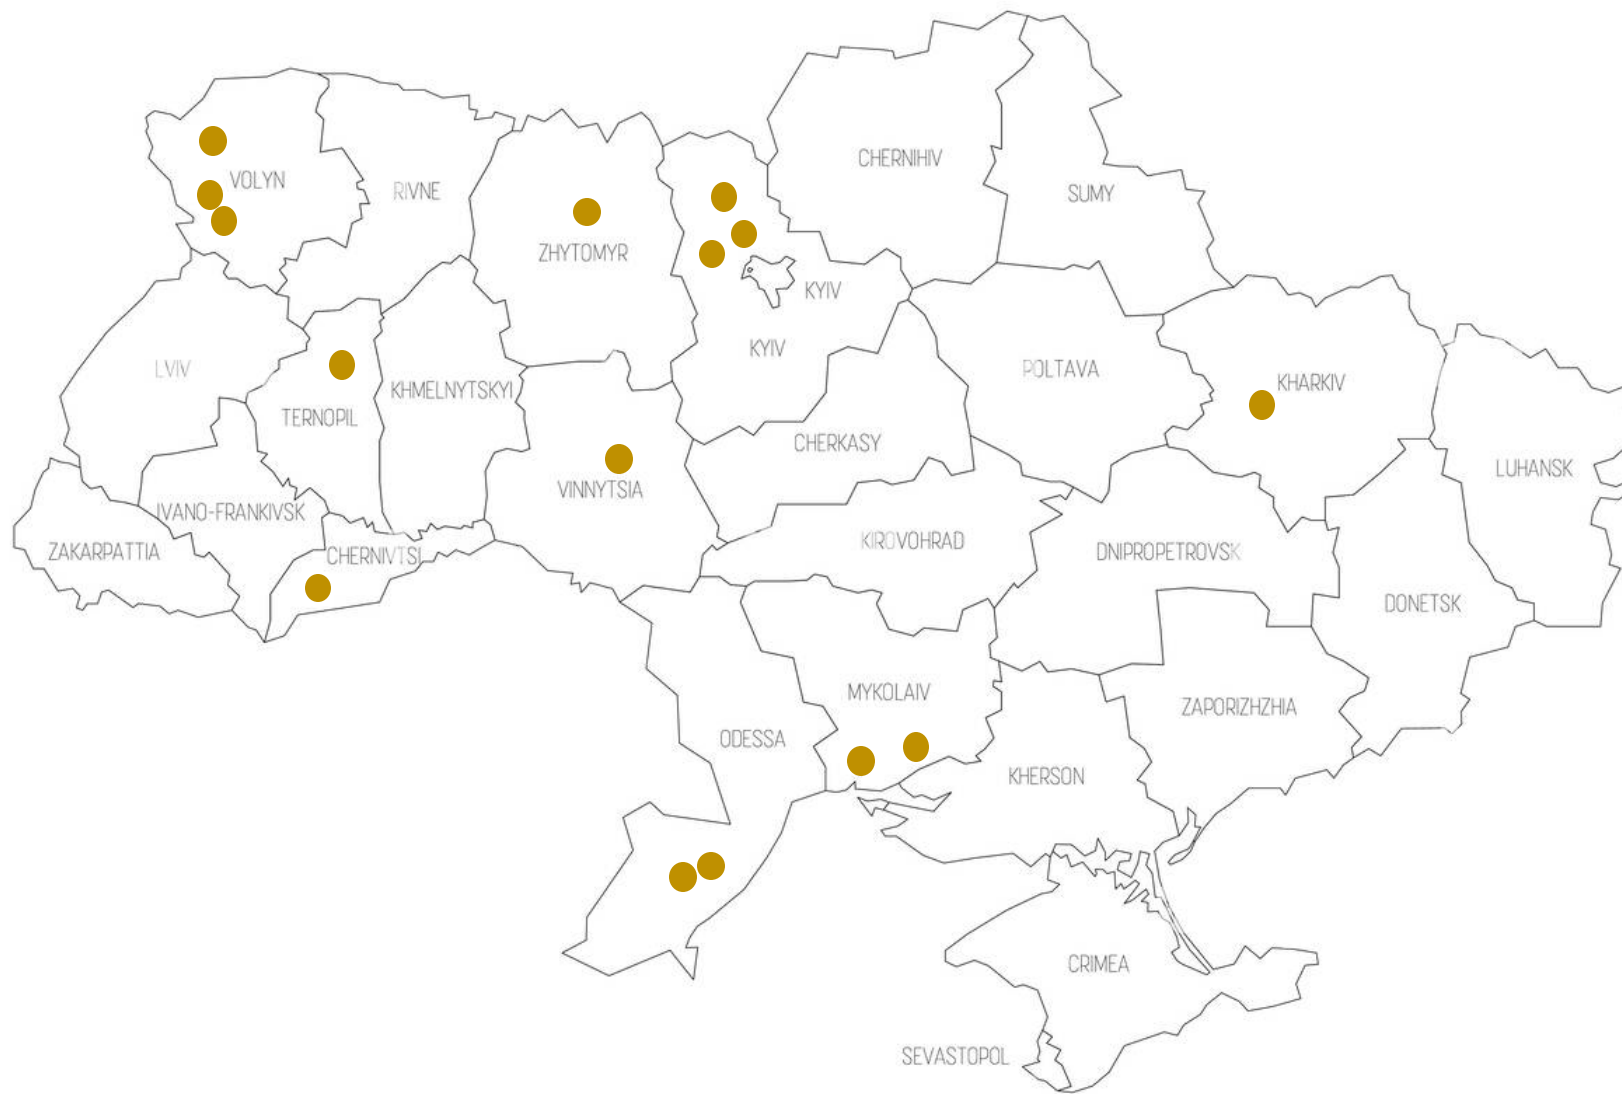 CHERNIHIV
VOLYN
RIVNE
SUMY
ZHYTOMYR
KYIV
KYIV
LVIV
POLTAVA
KHARKIV
KHMELNYTSKYI
TERNOPIL
CHERKASY
LUHANSK
VINNYTSIA
IVANO-FRANKIVSK
KIROVOHRAD
ZAKARPATTIA
CHERNIVTSI
DNIPROPETROVSK
DONETSK
MYKOLAIV
ZAPORIZHZHIA
ODESSA
KHERSON
CRIMEA
SEVASTOPOL